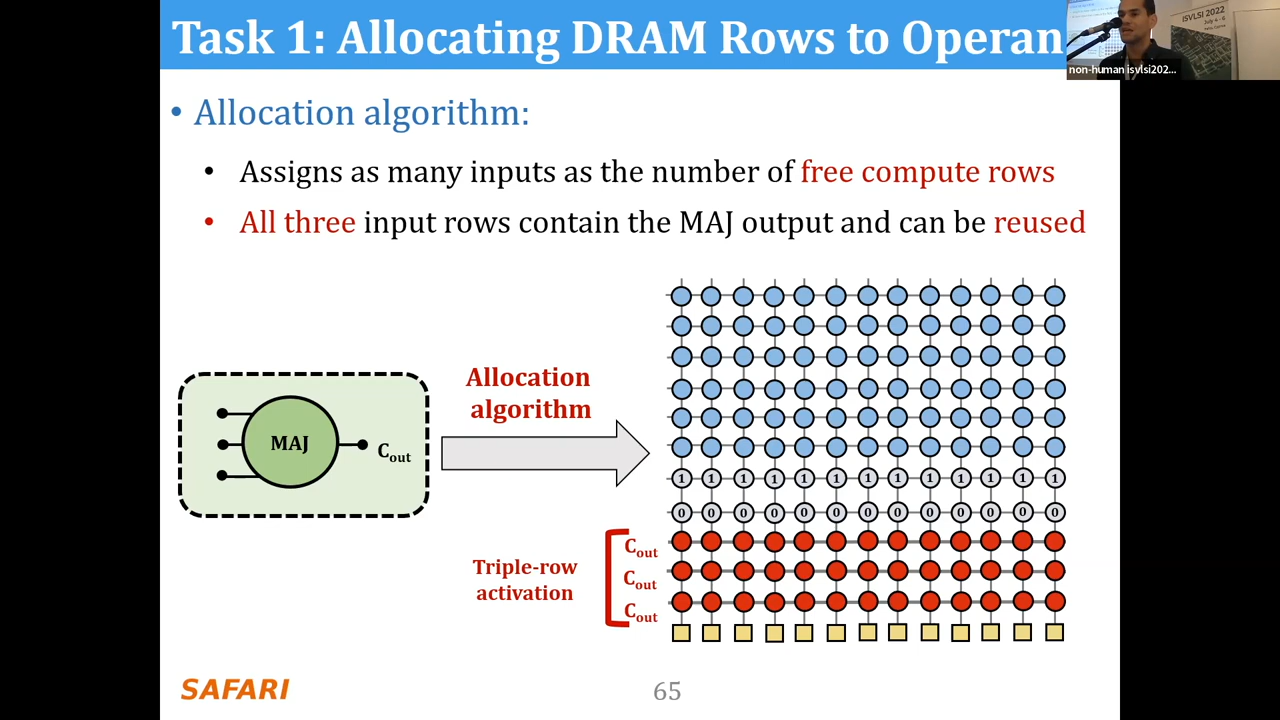 Task 1: Allocating DRAM Rows to Operan
ISVLSI 2022
July 4 - 6
non-human isvlsi202...
• Allocation algorithm:
• Assigns as many inputs as the number of free compute rows
• All three input rows contain the MAJ output and can be reused
Allocation
algorithm
MAJ
Cout
1 1 1 1 1 1 1 1 1 1 1 1 1
0 0 0 0 0 0 0 0 0 0 0 0 0
Triple-row
activation
Cout
Cout
Cout
SAFARI
65